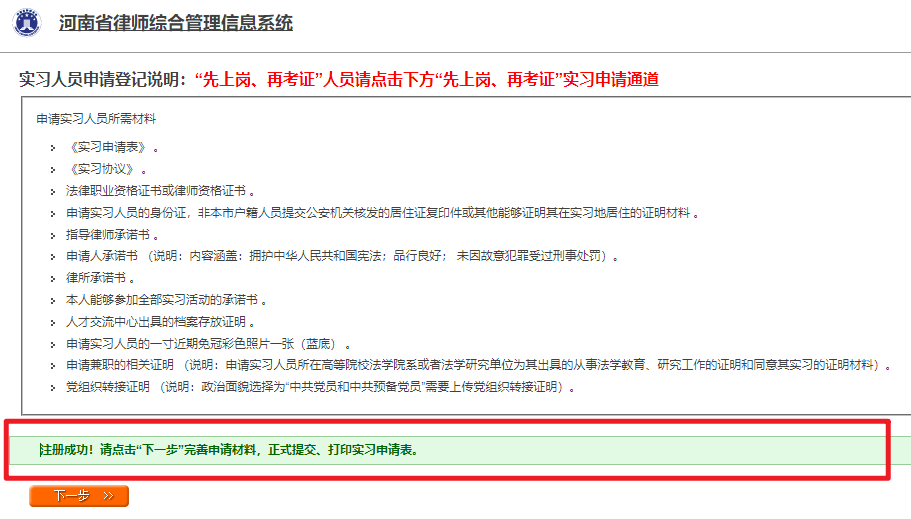 河南省律师综合管理信息系统
实习人员申请登记说明：“先上岗、再考证”人员请点击下方“先上岗、再考证”实习申请通道
申请实习人员所需材料
《实习申请表》 。
《实习协议》 。
法律职业资格证书或律师资格证书 。
申请实习人员的身份证，非本市户籍人员提交公安机关核发的居住证复印件或其他能够证明其在实习地居住的证明材料 。
指导律师承诺书 。
申请人承诺书 （说明：内容涵盖：拥护中华人民共和国宪法；品行良好； 未因故意犯罪受过刑事处罚）。
律所承诺书 。
本人能够参加全部实习活动的承诺书 。
人才交流中心出具的档案存放证明 。
申请实习人员的一寸近期免冠彩色照片一张（蓝底） 。
申请兼职的相关证明 （说明：申请实习人员所在高等院校法学院系或者法学研究单位为其出具的从事法学教育、研究工作的证明和同意其实习的证明材料）。
党组织转接证明 （说明：政治面貌选择为“中共党员和中共预备党员”需要上传党组织转接证明）。
注册成功！请点击“下一步”完善申请材料，正式提交、打印实习申请表。
下一步 >>